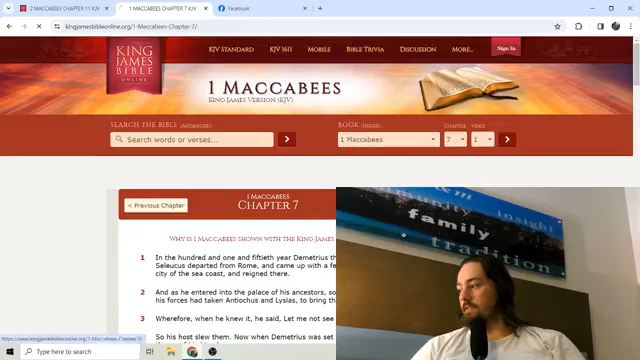 2 MACCABEES CHAPTER 11 KJV
1 MACCABEES CHAPTER 7 KJV
Facebook
kingjamesbibleonline.org/1-Maccabees-Chapter-7/
KING JAMES BIBLE ONLINE
KJV STANDARD
KJV 1611
MOBILE
BIBLE TRIVIA
DISCUSSION
MORE...
Sign In
1 MACCABEES
KING JAMES VERSION (KJV)
SEARCH THE BIBLE (ADVANCED)
BOOK
CHAPTER
VERSE
Search words or verses...
1 Maccabees
7
1
< Previous Chapter
1 MACCABEES
CHAPTER 7
WHY IS 1 MACCABEES SHOWN WITH THE KING JAMES
1 In the hundred and one and fiftieth year Demetrius th
Seleucus departed from Rome, and came up with a fe
city of the sea coast, and reigned there.
2 And as he entered into the palace of his ancestors, so
his forces had taken Antiochus and Lysias, to bring th
3 Wherefore, when he knew it, he said, Let me not see
So his host slew them. Now when Demetrius was set
insight
family
tradition
Type here to search